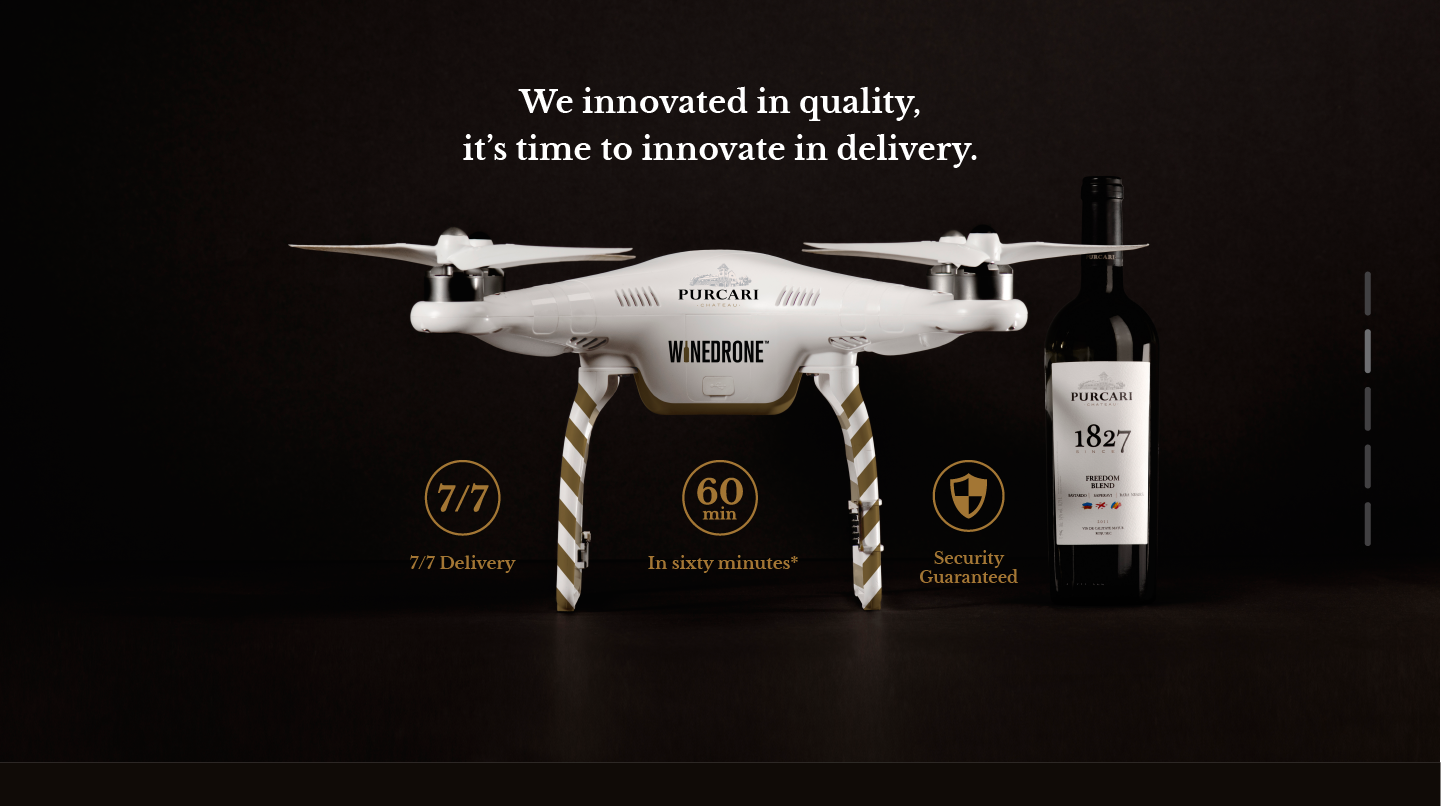 We innovated in quality,
it's time to innovate in delivery.
PURCARI
CHATEAU
WINEDRONE™
7/7
7/7 Delivery
60
min
In sixty minutes*
Security
Guaranteed
PURCARI
PURCARI
CHATEAU
1827
FREEDOM
BLEND